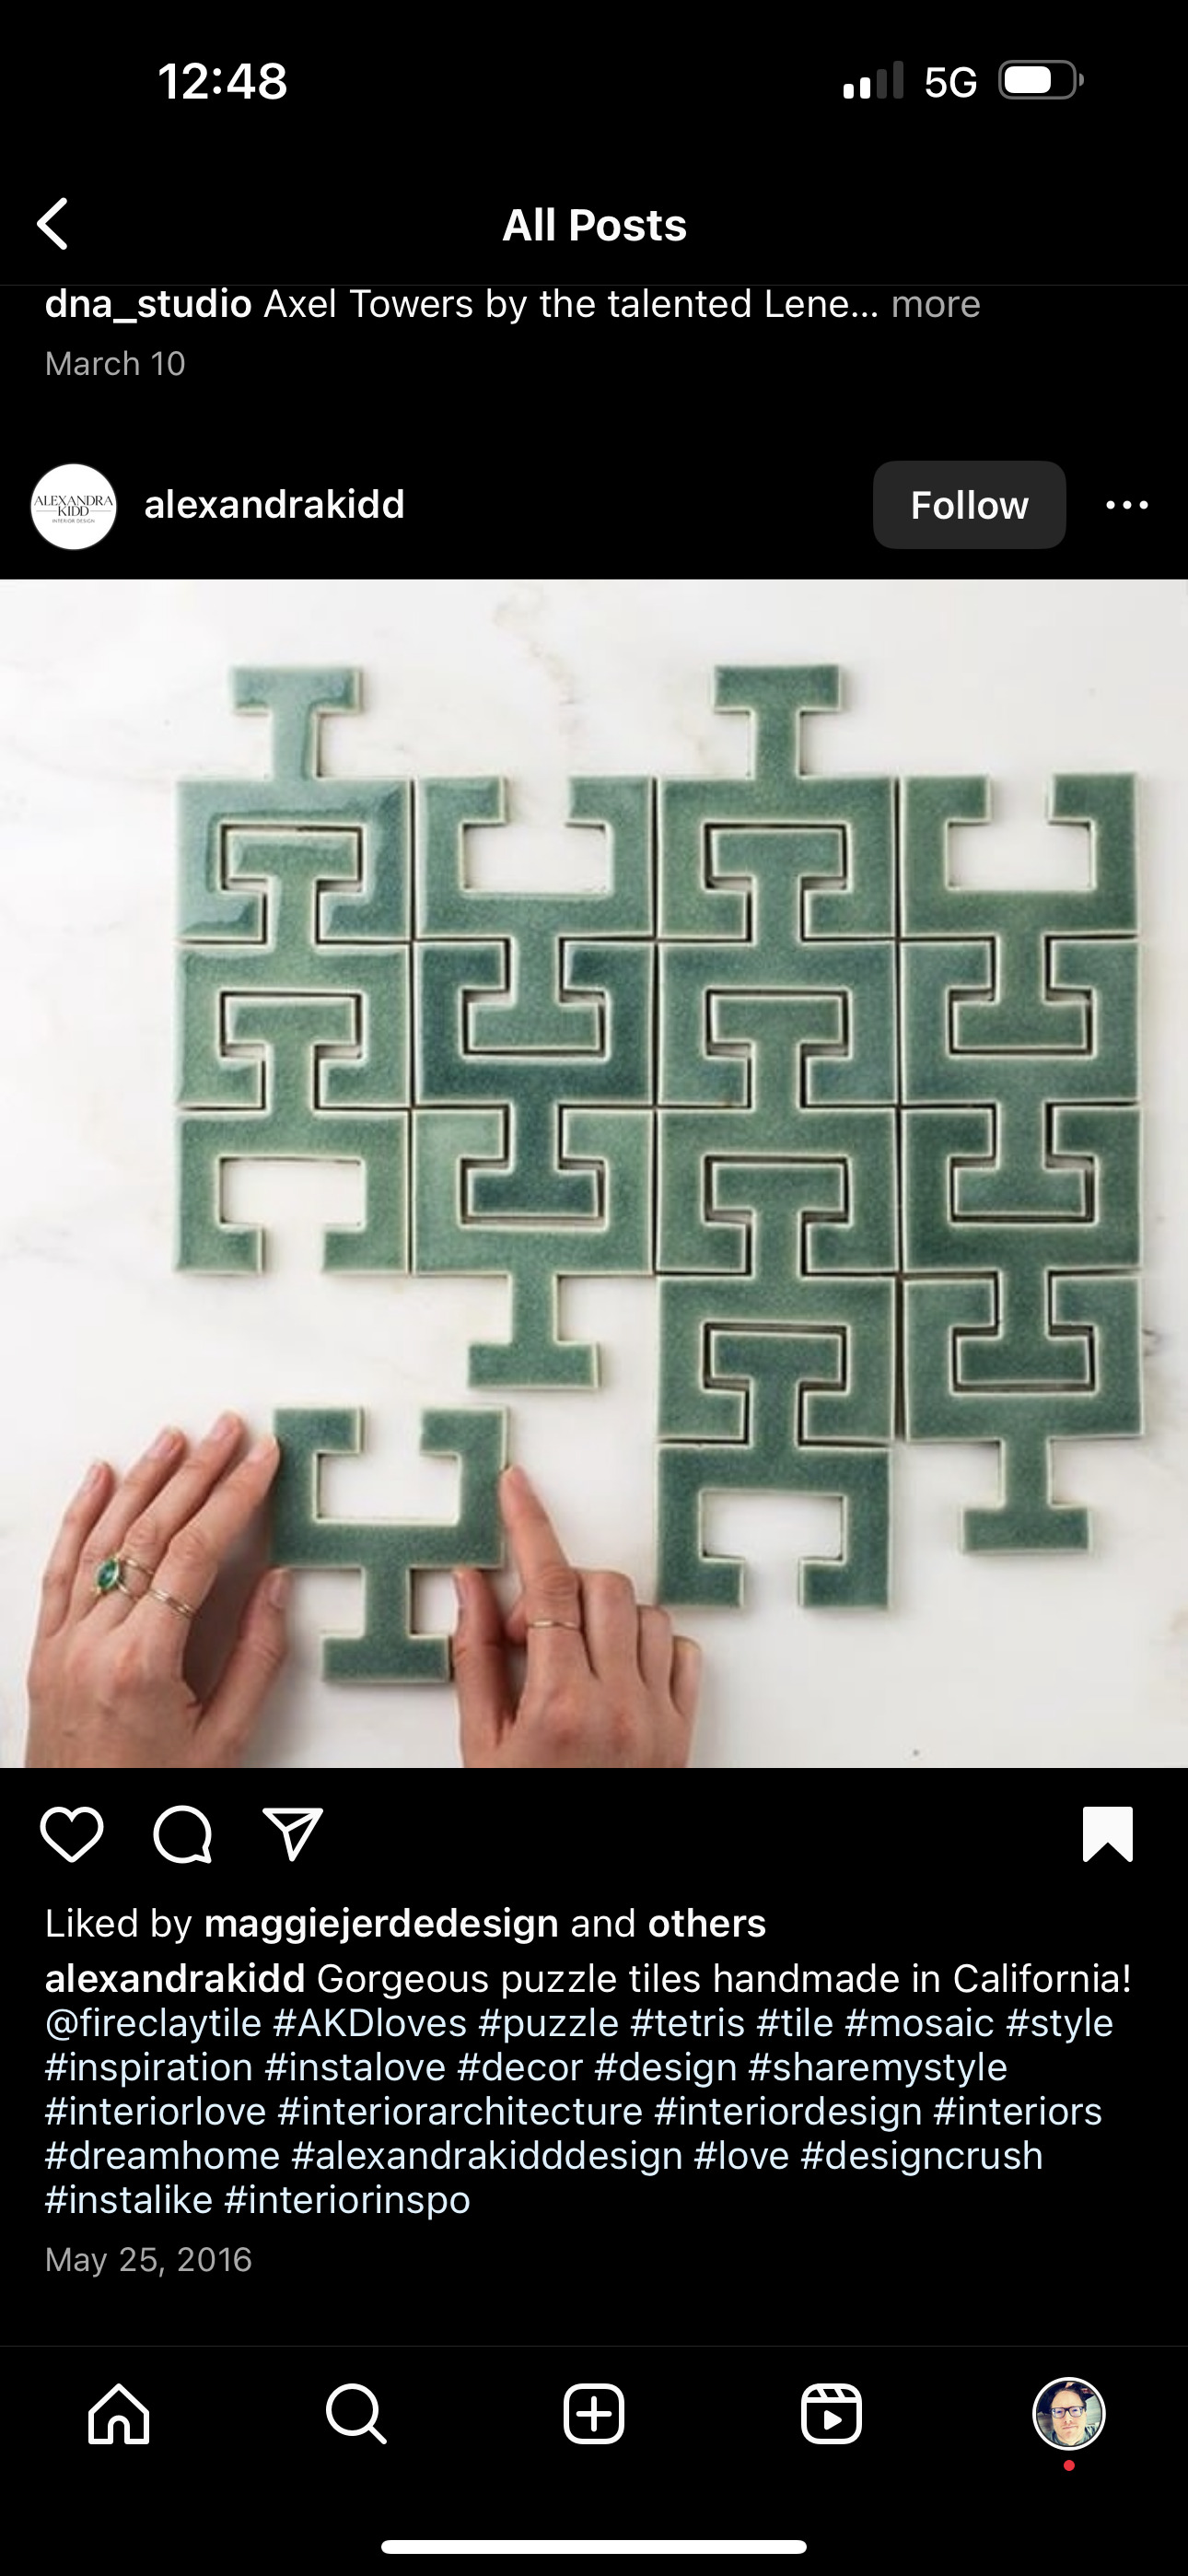 12:48
5G
All Posts
dna_studio Axel Towers by the talented Lene... more
March 10
ALEXANDRA
KIDD
INTERIOR DESIGN
alexandrakidd
Follow
Liked by maggiejerdedesign and others
alexandrakidd Gorgeous puzzle tiles handmade in California!
@fireclaytile #AKDloves #puzzle #tetris #tile #mosaic #style
#inspiration #instalove #decor #design #sharemystyle
#interiorlove #interiorarchitecture #interiordesign #interiors
#dreamhome #alexandrakidddesign #love #designcrush
#instalike #interiorinspo
May 25, 2016